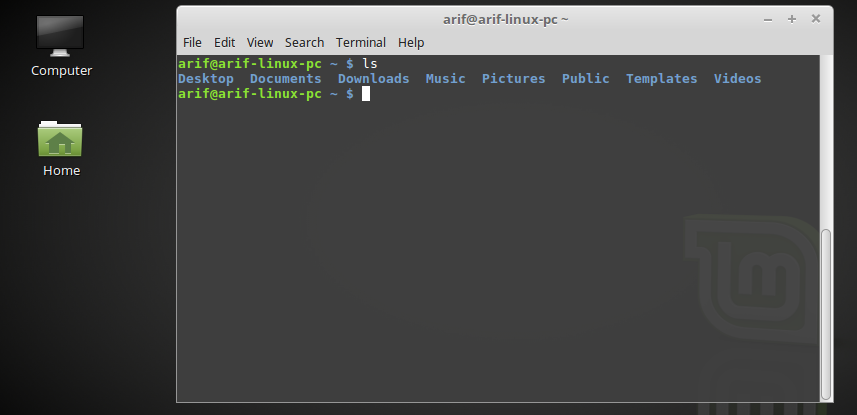 arif@arif-linux-pc ~
File Edit View Search Terminal Help
arif@arif-linux-pc ~ $ ls
Desktop Documents Downloads Music Pictures Public Templates Videos
arif@arif-linux-pc ~ $
Computer
Home